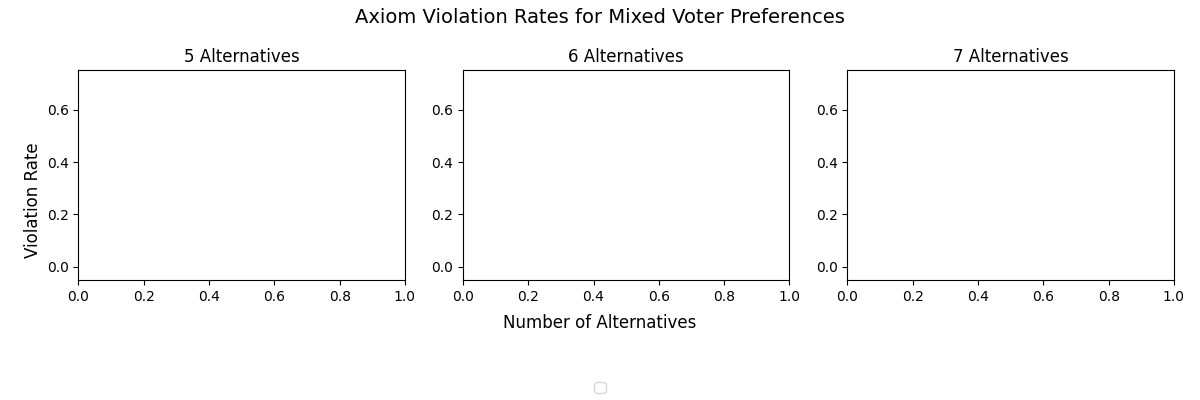 Axiom Violation Rates for Mixed Voter Preferences
5 Alternatives
6 Alternatives
7 Alternatives
Violation Rate
0.6
0.4
0.2
0.0
0.0 0.2 0.4 0.6 0.8 1.0
0.6
0.4
0.2
0.0
0.0 0.2 0.4 0.6 0.8 1.0
0.6
0.4
0.2
0.0
0.0 0.2 0.4 0.6 0.8 1.0
Number of Alternatives